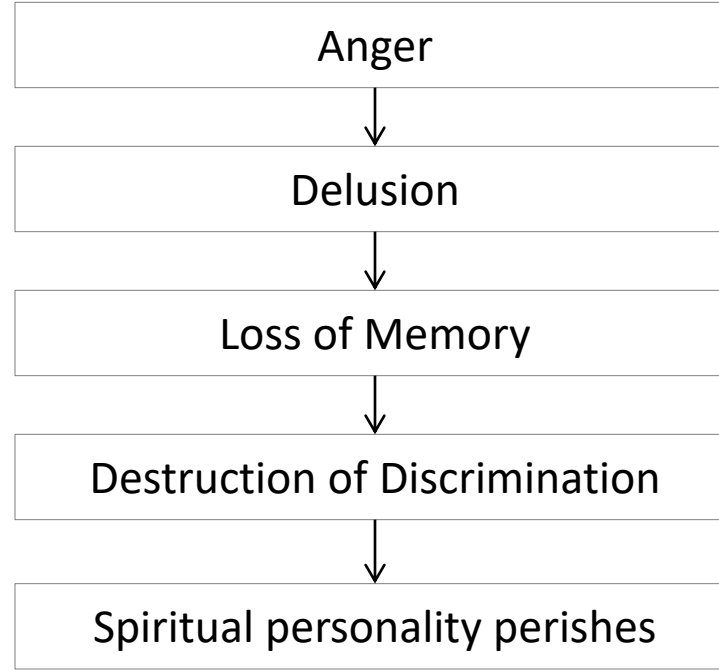 Anger
Delusion
Loss of Memory
Destruction of Discrimination
Spiritual personality perishes